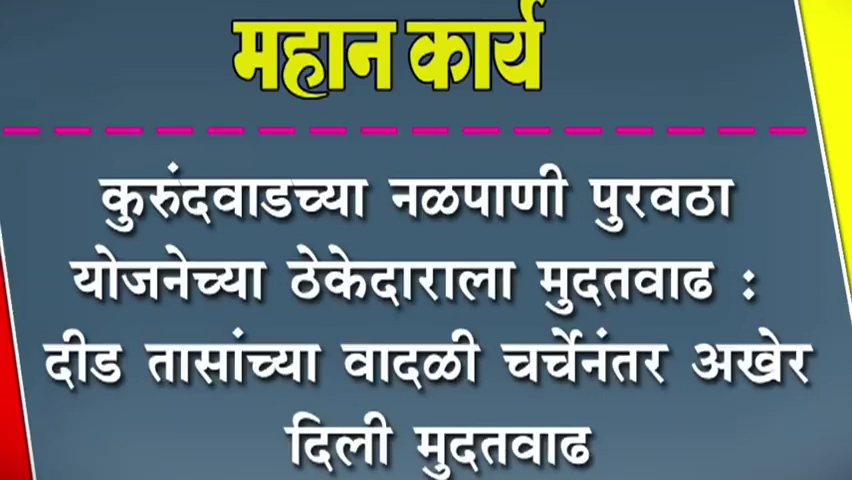 महान कार्य
कुरुंदवाडच्या नळपाणी पुरवठा
योजनेच्या ठेकेदाराला मुदतवाढ :
दीड तासांच्या वादळी चर्चेनंतर अखेर
दिली मुदतवाढ